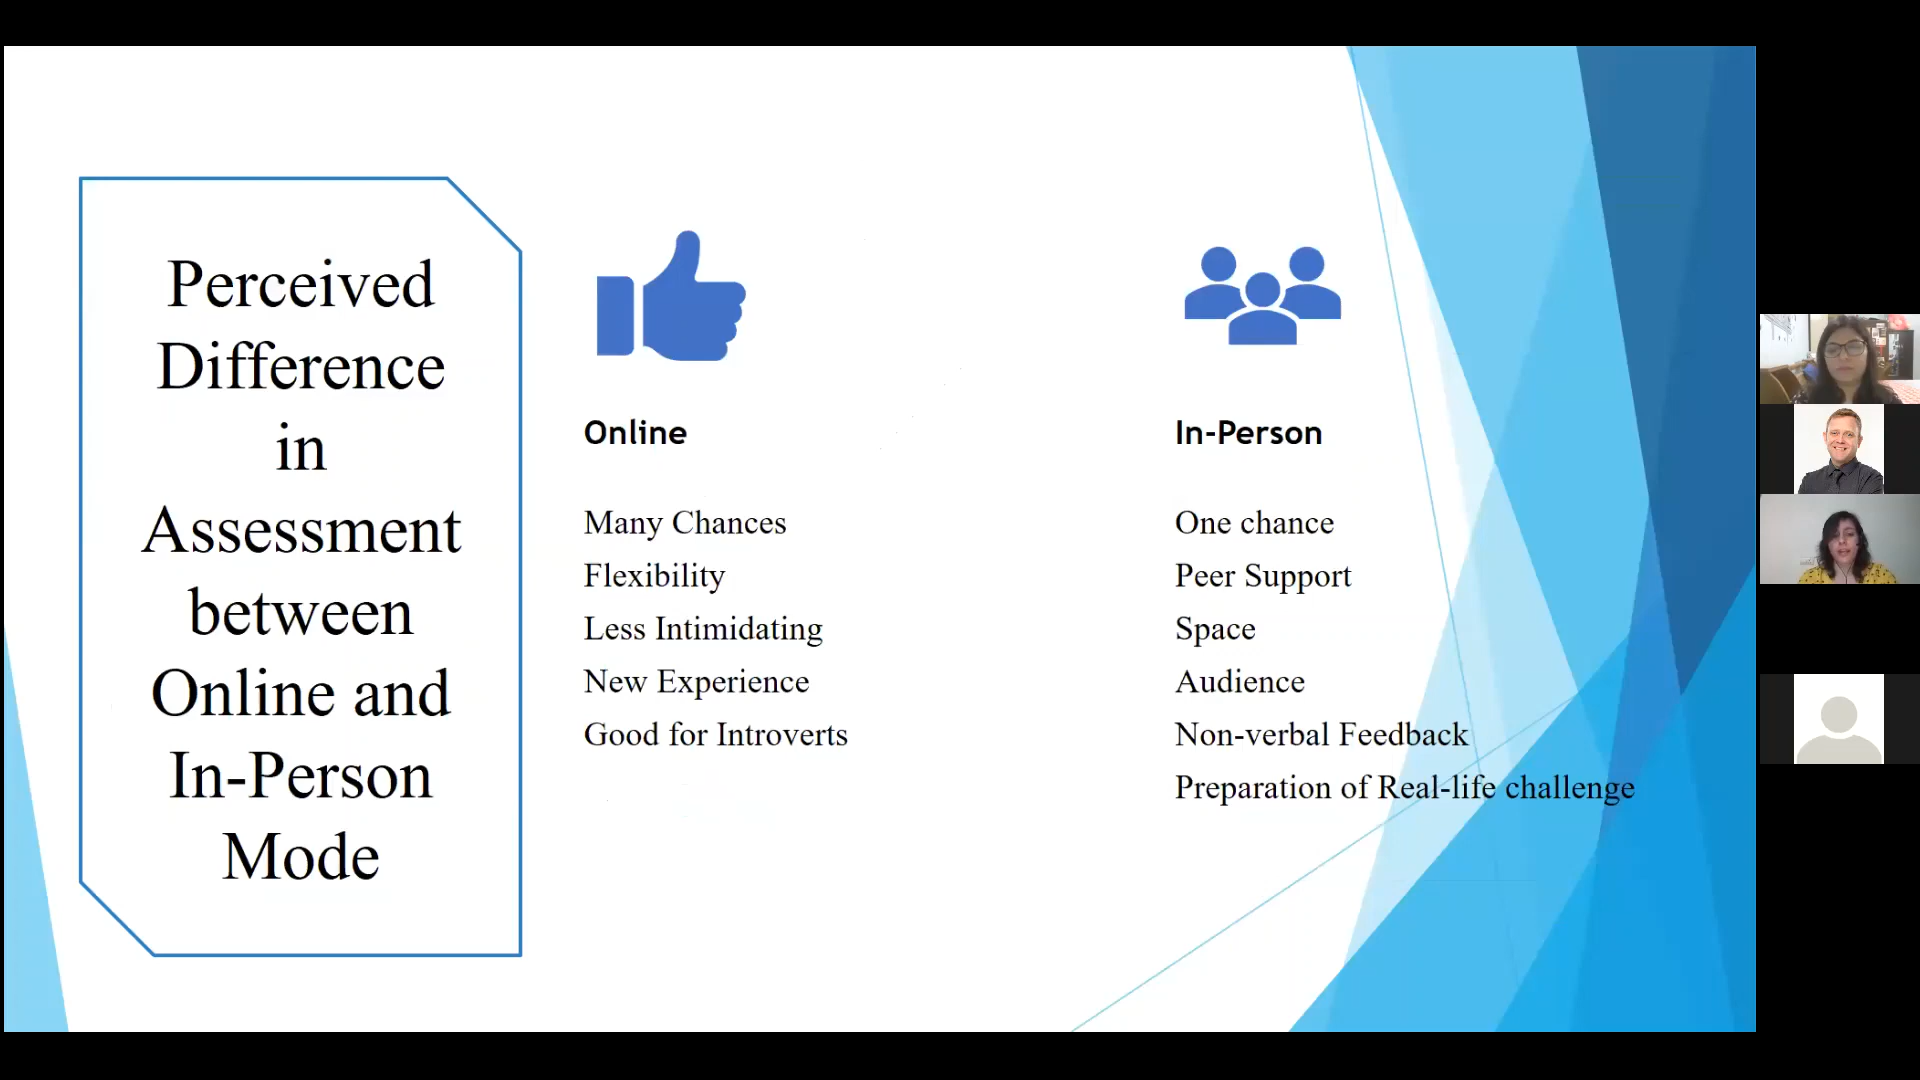 Perceived
Difference
in
Assessment
between
Online and
In-Person
Mode
Online
Many Chances
Flexibility
Less Intimidating
New Experience
Good for Introverts
In-Person
One chance
Peer Support
Space
Audience
Non-verbal Feedback
Preparation of Real-life challenge